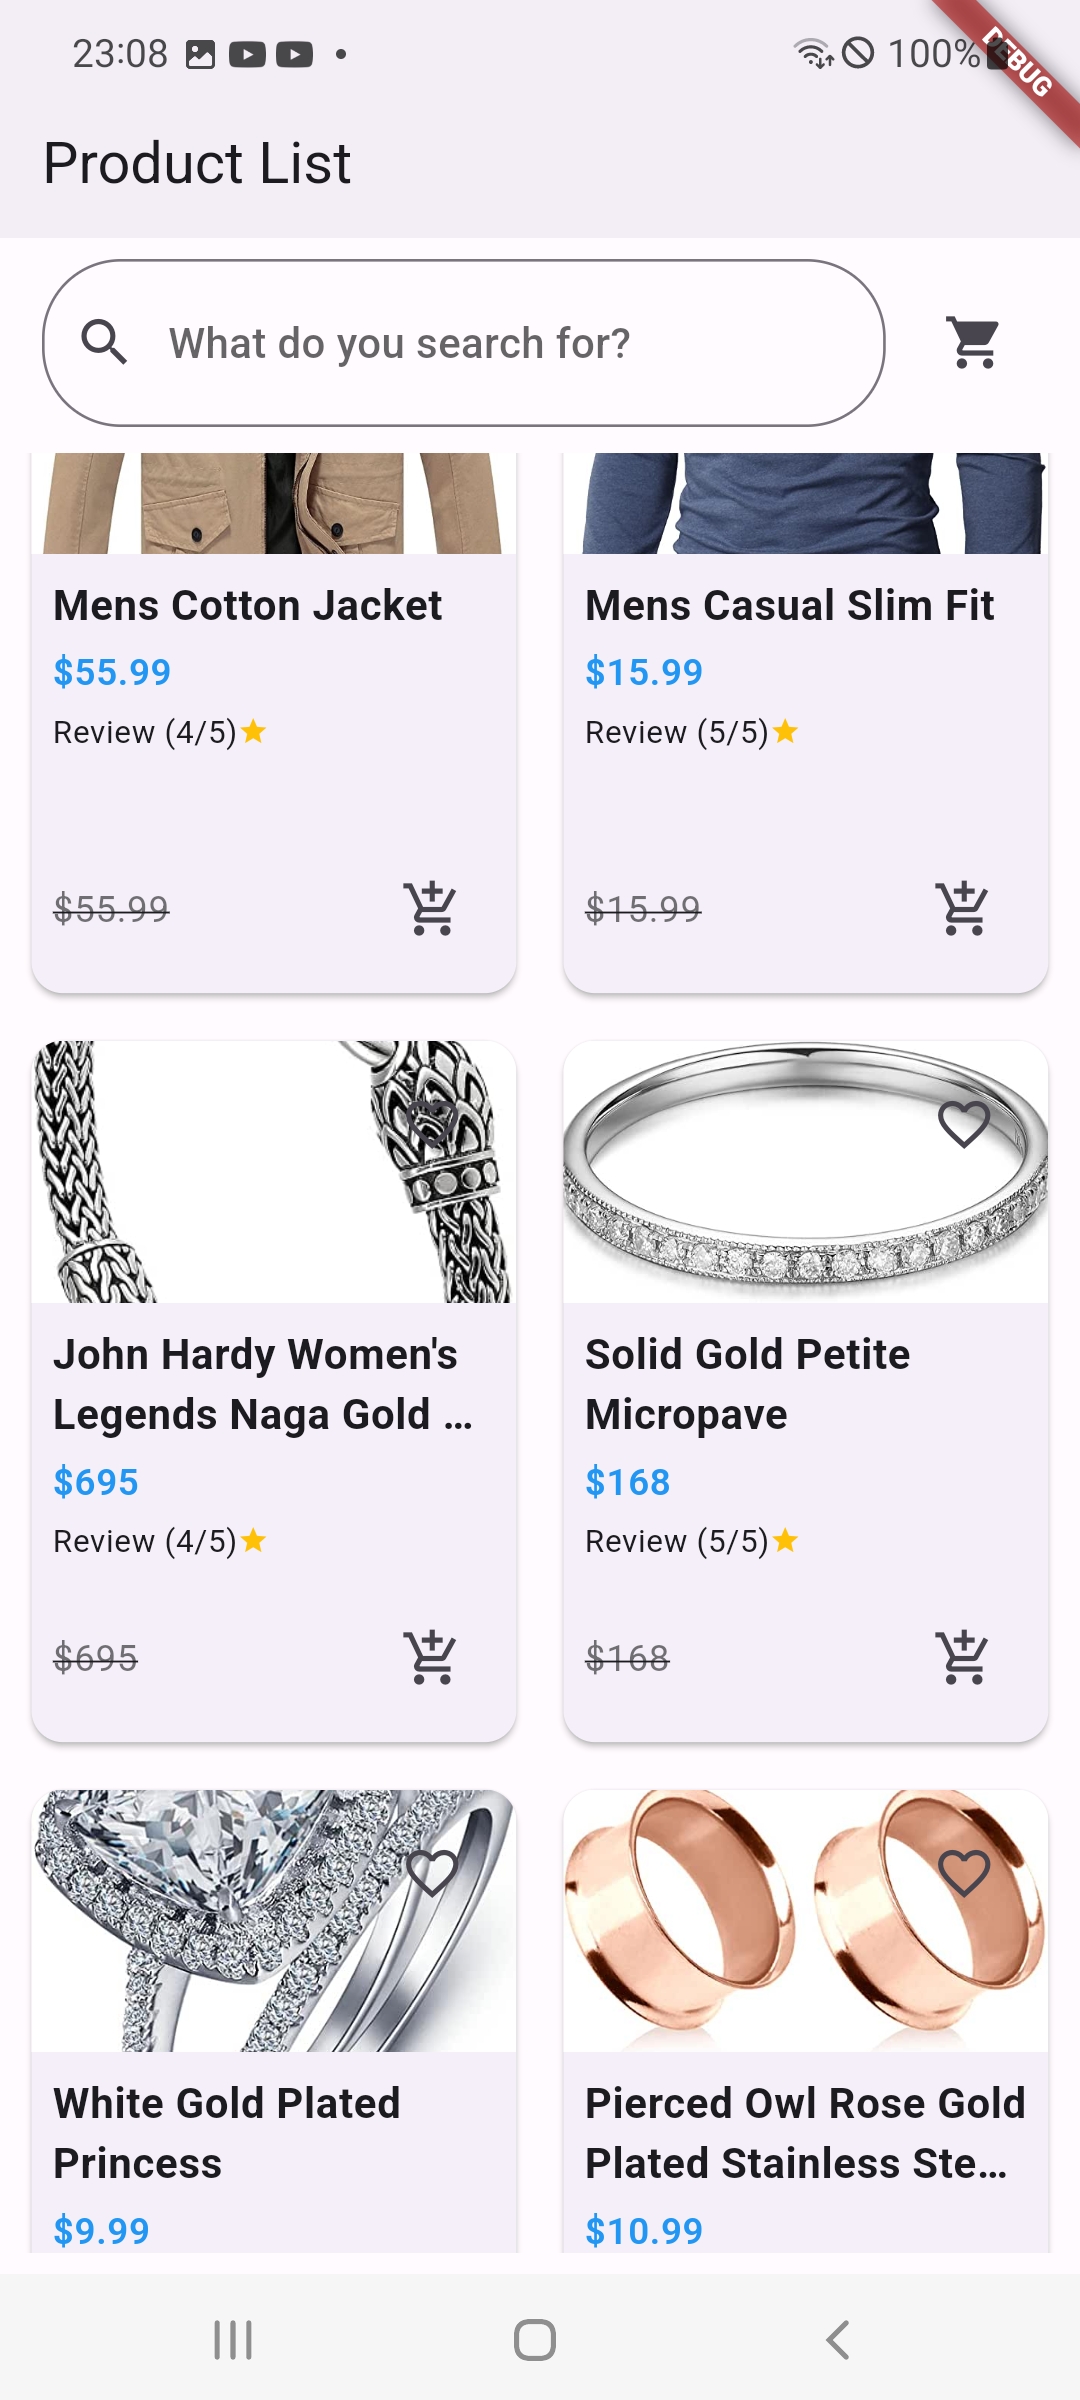 23:08
100%
DEBUG
Product List
What do you search for?
Mens Cotton Jacket
$55.99
Review (4/5)
$55.99
Mens Casual Slim Fit
$15.99
Review (5/5)
$15.99
John Hardy Women's
Legends Naga Gold ...
$695
Review (4/5)
$695
Solid Gold Petite
Micropave
$168
Review (5/5)
$168
White Gold Plated
Princess
$9.99
Pierced Owl Rose Gold
Plated Stainless Ste...
$10.99